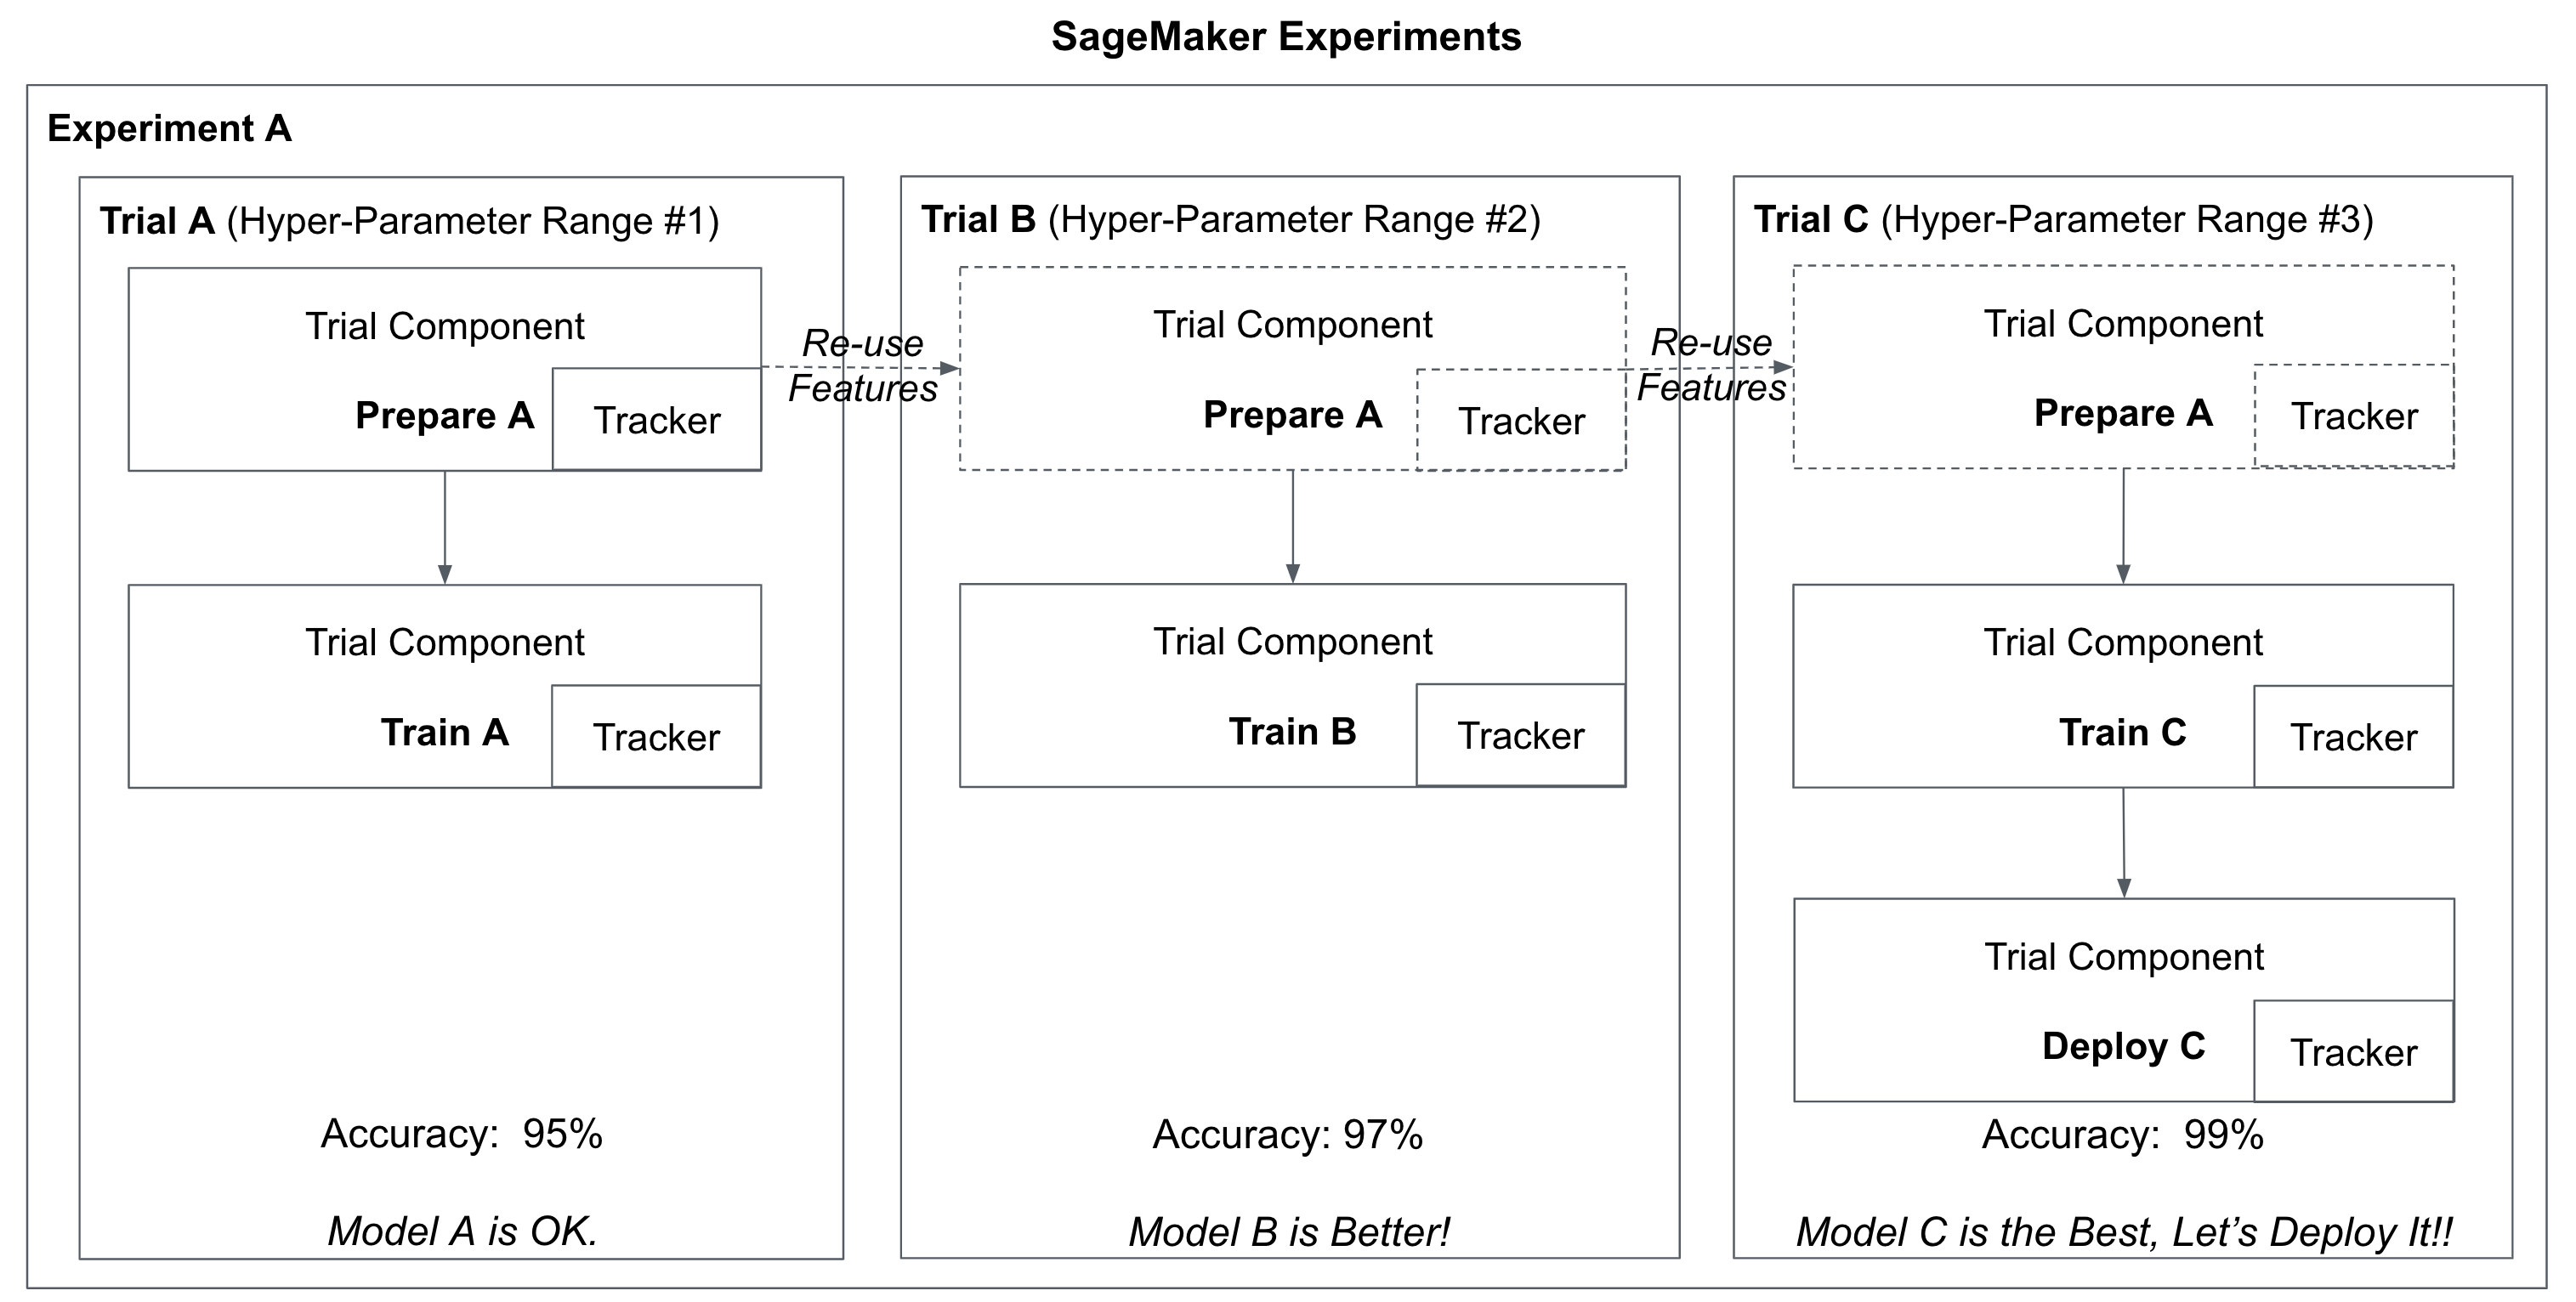 SageMaker Experiments
Experiment A
Trial A (Hyper-Parameter Range #1)
Trial Component
Prepare A
Tracker
Re-use
Features
Trial Component
Train A
Tracker
Accuracy:  95%
Model A is OK.
Trial B (Hyper-Parameter Range #2)
Trial Component
Prepare A
Tracker
Re-use
Features
Trial Component
Train B
Tracker
Accuracy: 97%
Model B is Better!
Trial C (Hyper-Parameter Range #3)
Trial Component
Prepare A
Tracker
Trial Component
Train C
Tracker
Trial Component
Deploy C
Tracker
Accuracy:  99%
Model C is the Best, Let’s Deploy It!!